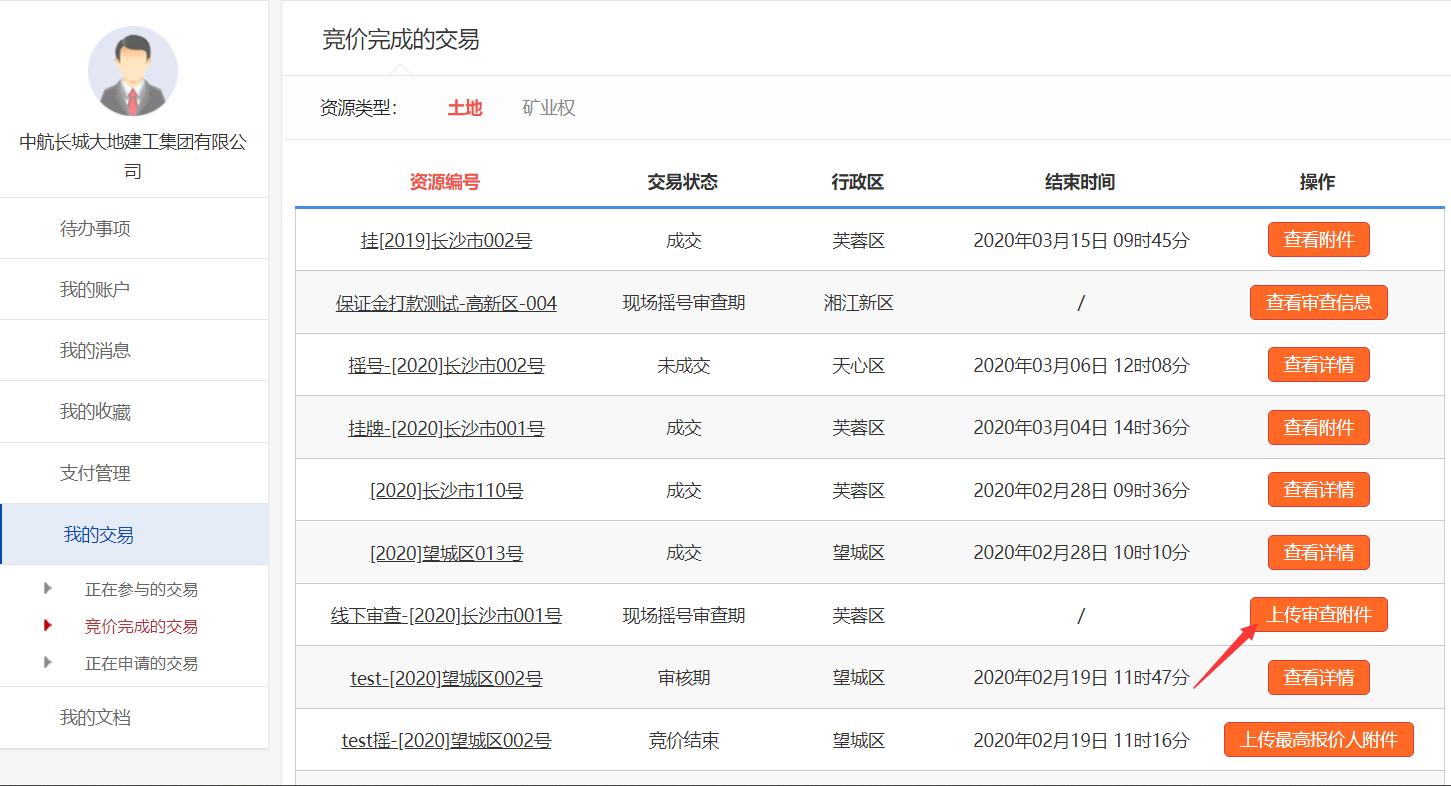 中航长城大地建工集团有限公
司
待办事项
我的账户
我的消息
我的收藏
支付管理
我的交易
正在参与的交易
竞价完成的交易
正在申请的交易
我的文档
竞价完成的交易
资源类型： 土地 矿业权
资源编号 交易状态 行政区 结束时间 操作
挂[2019]长沙市002号 成交 芙蓉区 2020年03月15日 09时45分 查看附件
保证金打款测试-高新区-004 现场摇号审查期 湘江新区 / 查看审查信息
摇号-[2020]长沙市002号 未成交 天心区 2020年03月06日 12时08分 查看详情
挂牌-[2020]长沙市001号 成交 芙蓉区 2020年03月04日 14时36分 查看附件
[2020]长沙市110号 成交 芙蓉区 2020年02月28日 09时36分 查看详情
[2020]望城区013号 成交 望城区 2020年02月28日 10时10分 查看详情
线下审查-[2020]长沙市001号 现场摇号审查期 芙蓉区 / 上传审查附件
test-[2020]望城区002号 审核期 望城区 2020年02月19日 11时47分 查看详情
test摇-[2020]望城区002号 竞价结束 望城区 2020年02月19日 11时16分 上传最高报价人附件